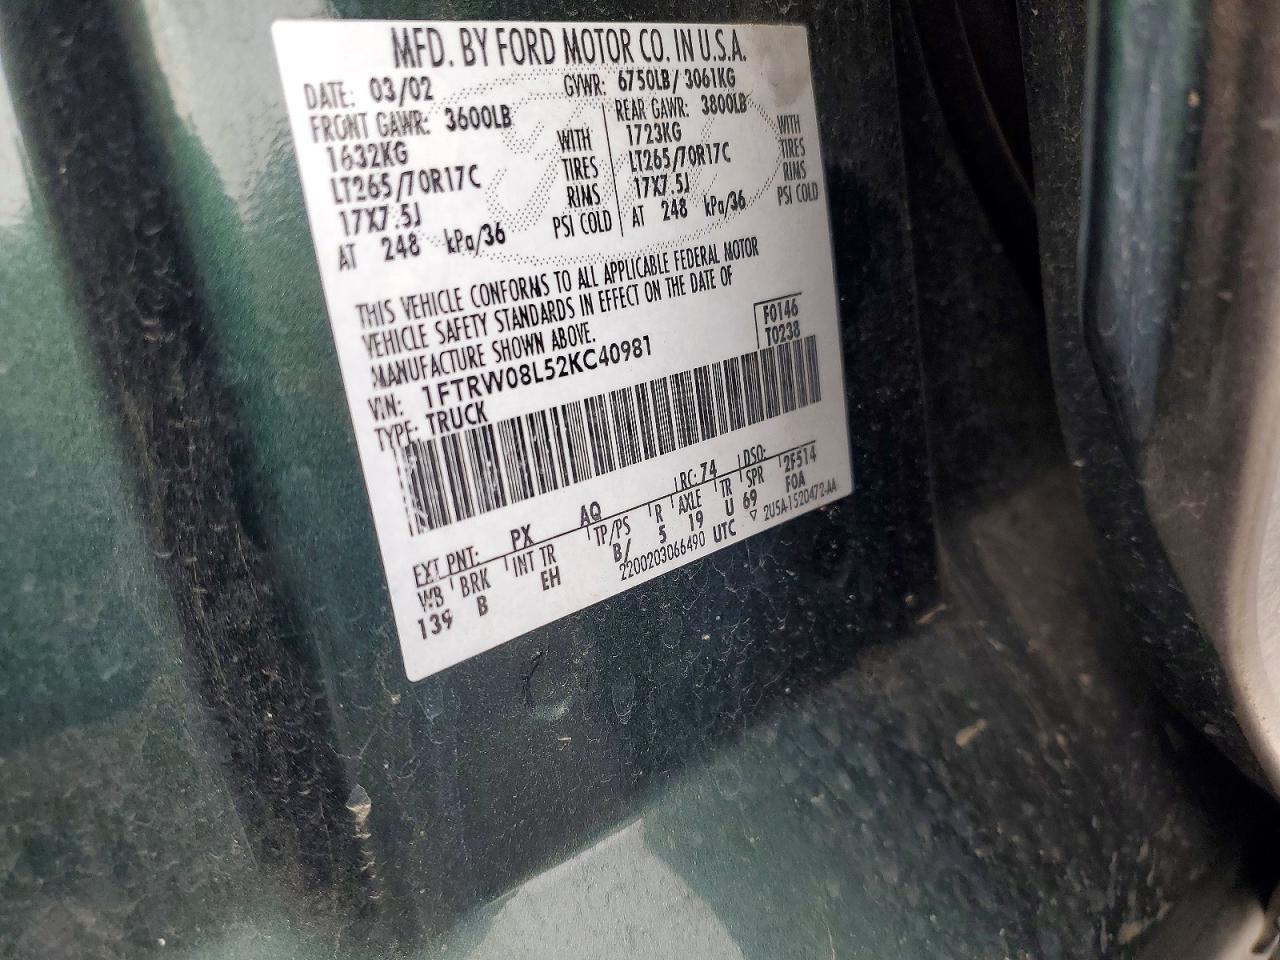 MFD. BY FORD MOTOR CO. IN U.S.A.
DATE: 03/02 GVWR: 6750LB/ 3061KG
FRONT GAWR: 3600LB REAR GAWR: 3800LB
1632KG WITH 1723KG WITH
LT265/70R17C TIRES LT265/70R17C TIRES
17X7.5J RIMS 17X7.5J RIMS
AT 248 kPa/36 PSI COLD AT 248 kPa/36 PSI COLD
THIS VEHICLE CONFORMS TO ALL APPLICABLE FEDERAL MOTOR
VEHICLE SAFETY STANDARDS IN EFFECT ON THE DATE OF
MANUFACTURE SHOWN ABOVE.
F0146
VIN: 1FTRW08L52KC40981 T0238
TYPE: TRUCK
EXT PNT: PX AQ RC: 74 DSO: 2F514
WB BRK INT TR TP/PS R AXLE TR SPR F0A
139 B EH B/ 5 19 U 69
2200203066490 UTC ▽ 2U5A-1520472-AA